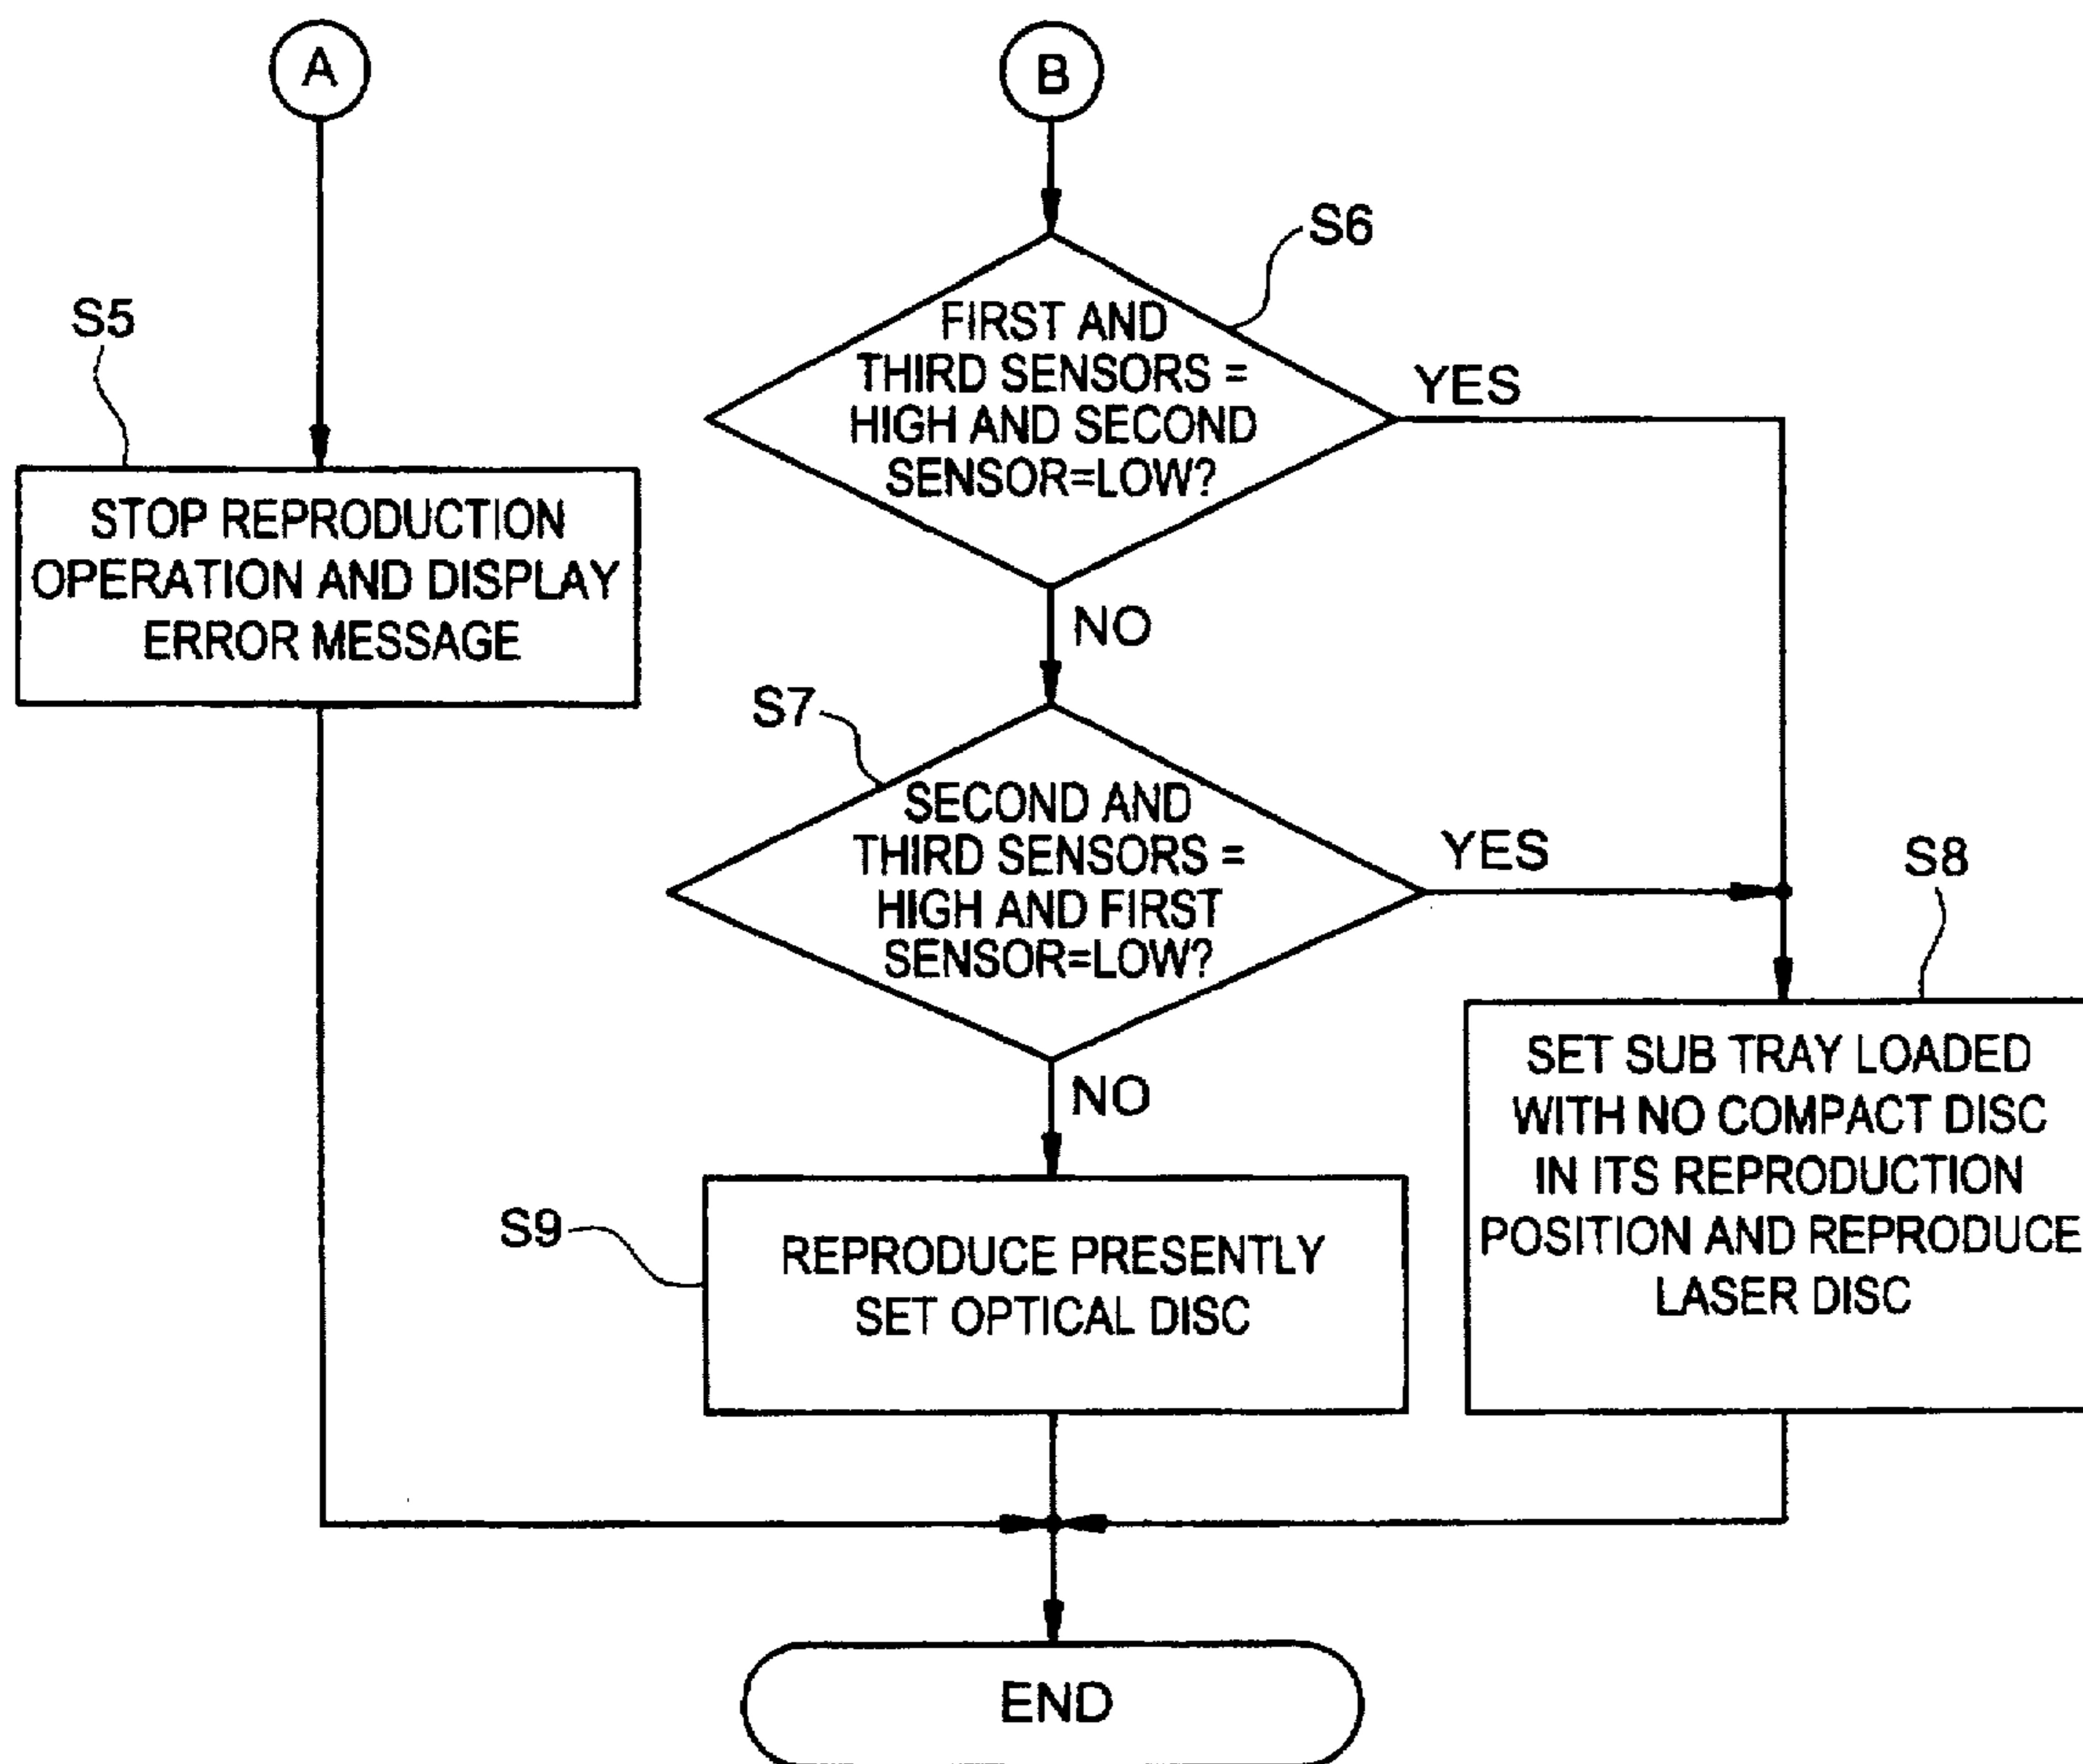 A
B
S6
FIRST AND
THIRD SENSORS =
HIGH AND SECOND
SENSOR=LOW?
YES
S5
STOP REPRODUCTION
OPERATION AND DISPLAY
ERROR MESSAGE
NO
S7
SECOND AND
THIRD SENSORS =
HIGH AND FIRST
SENSOR=LOW?
YES
S8
SET SUB TRAY LOADED
WITH NO COMPACT DISC
IN ITS REPRODUCTION
POSITION AND REPRODUCE
LASER DISC
NO
S9
REPRODUCE PRESENTLY
SET OPTICAL DISC
END